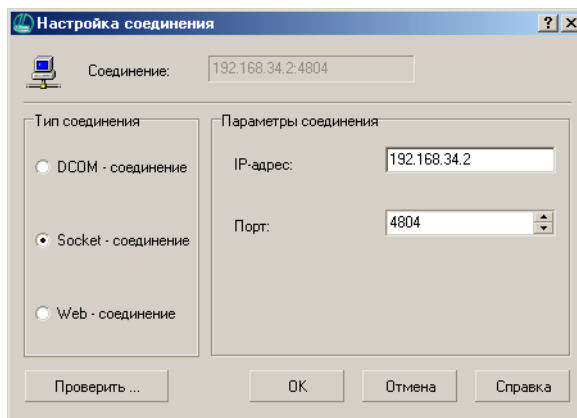 Настройка соединения
Соединение: 192.168.34.2:4804
Тип соединения
DCOM - соединение
Socket - соединение
Web - соединение
Параметры соединения
IP-адрес: 192.168.34.2
Порт: 4804
Проверить ... OK Отмена Справка